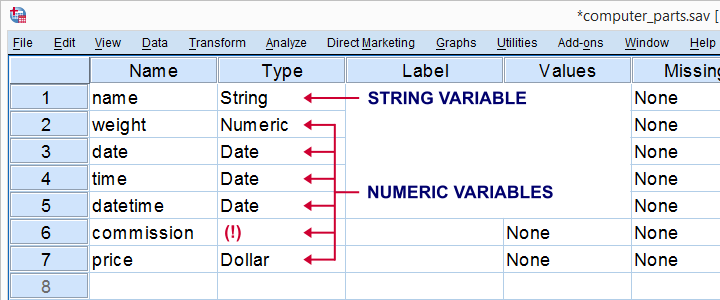 *computer_parts.sav [
File Edit View Data Transform Analyze Direct Marketing Graphs Utilities Add-ons Window Help
Name Type Label Values Missing
1 name String STRING VARIABLE None
2 weight Numeric None
3 date Date None
4 time Date None
5 datetime Date NUMERIC VARIABLES None
6 commission (!) None None
7 price Dollar None None
8